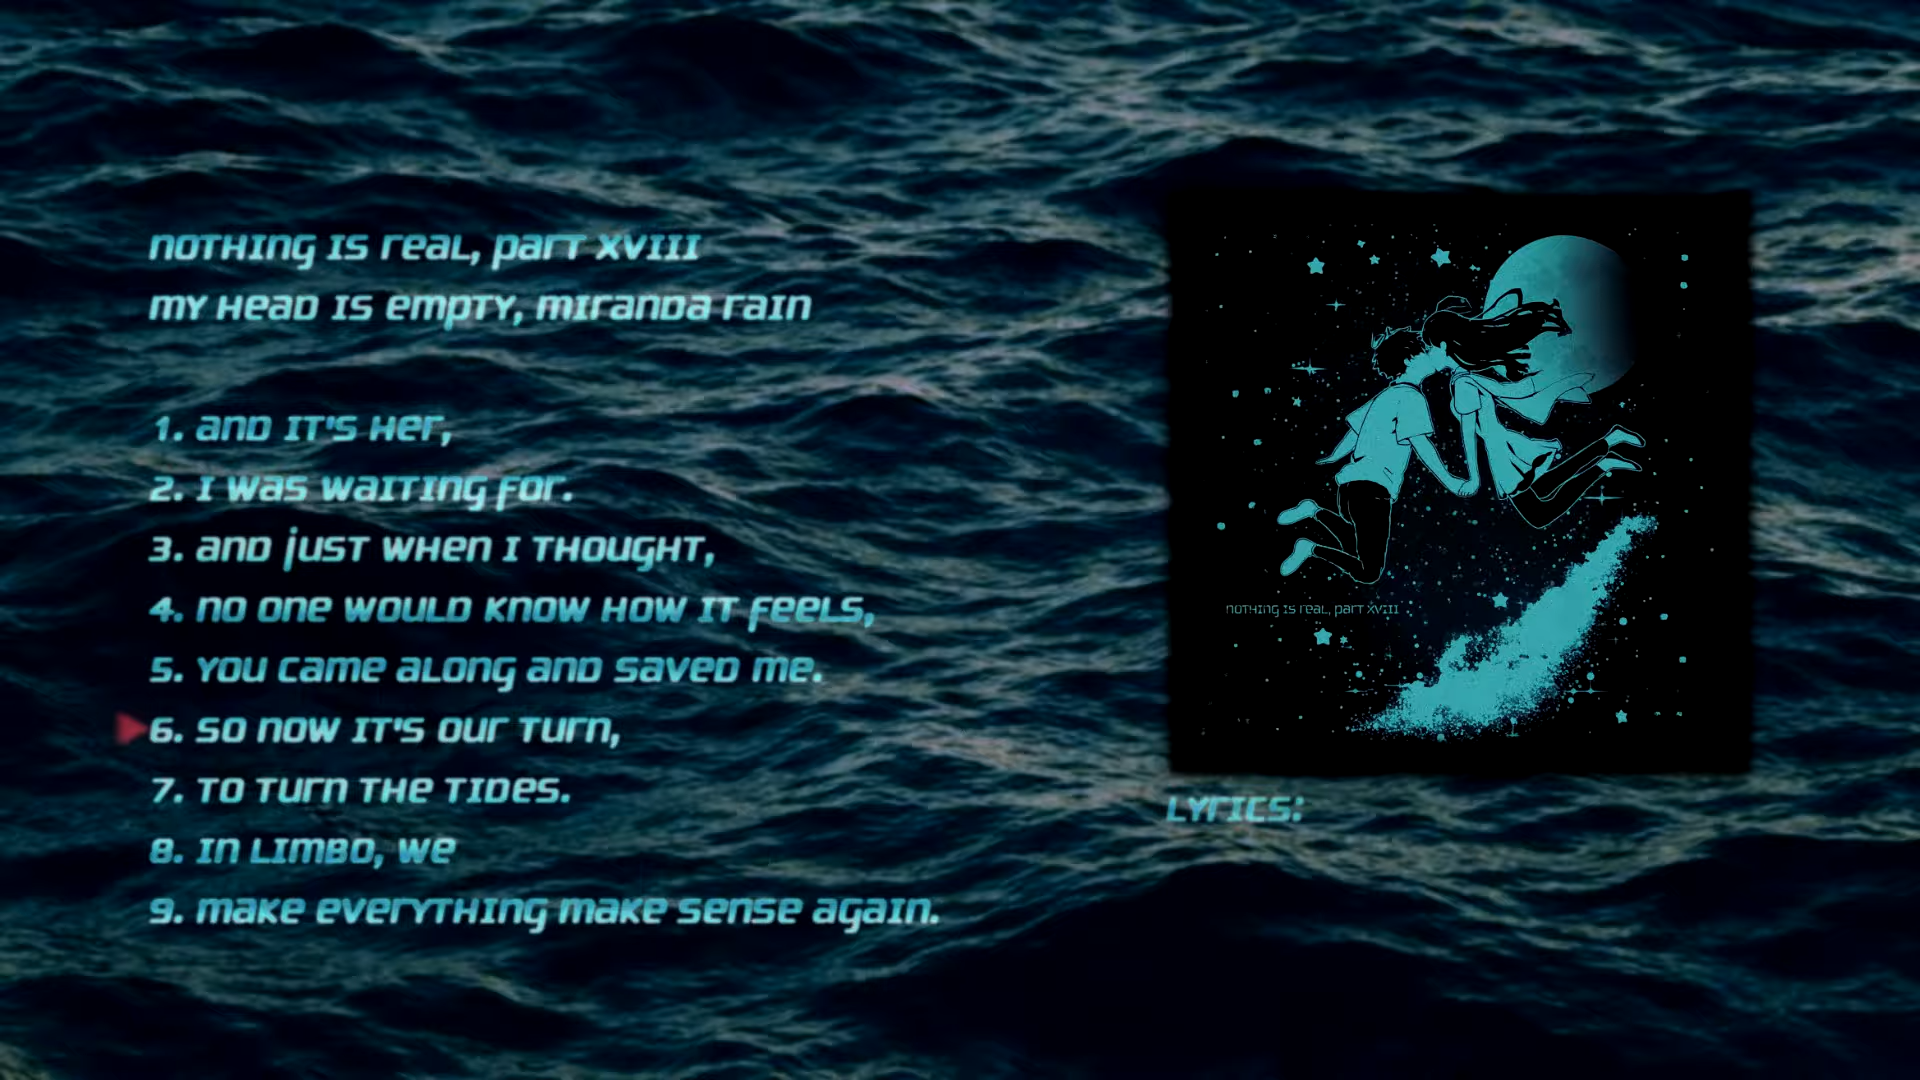 nothing is real, part XVIII
my head is empty, miranda rain
1. and it's her,
2. i was waiting for.
3. and just when i thought,
4. no one would know how it feels,
5. you came along and saved me.
6. so now it's our turn,
7. to turn the tides.
8. in limbo, we
9. make everything make sense again.
nothing is real, part XVIII
lyrics: